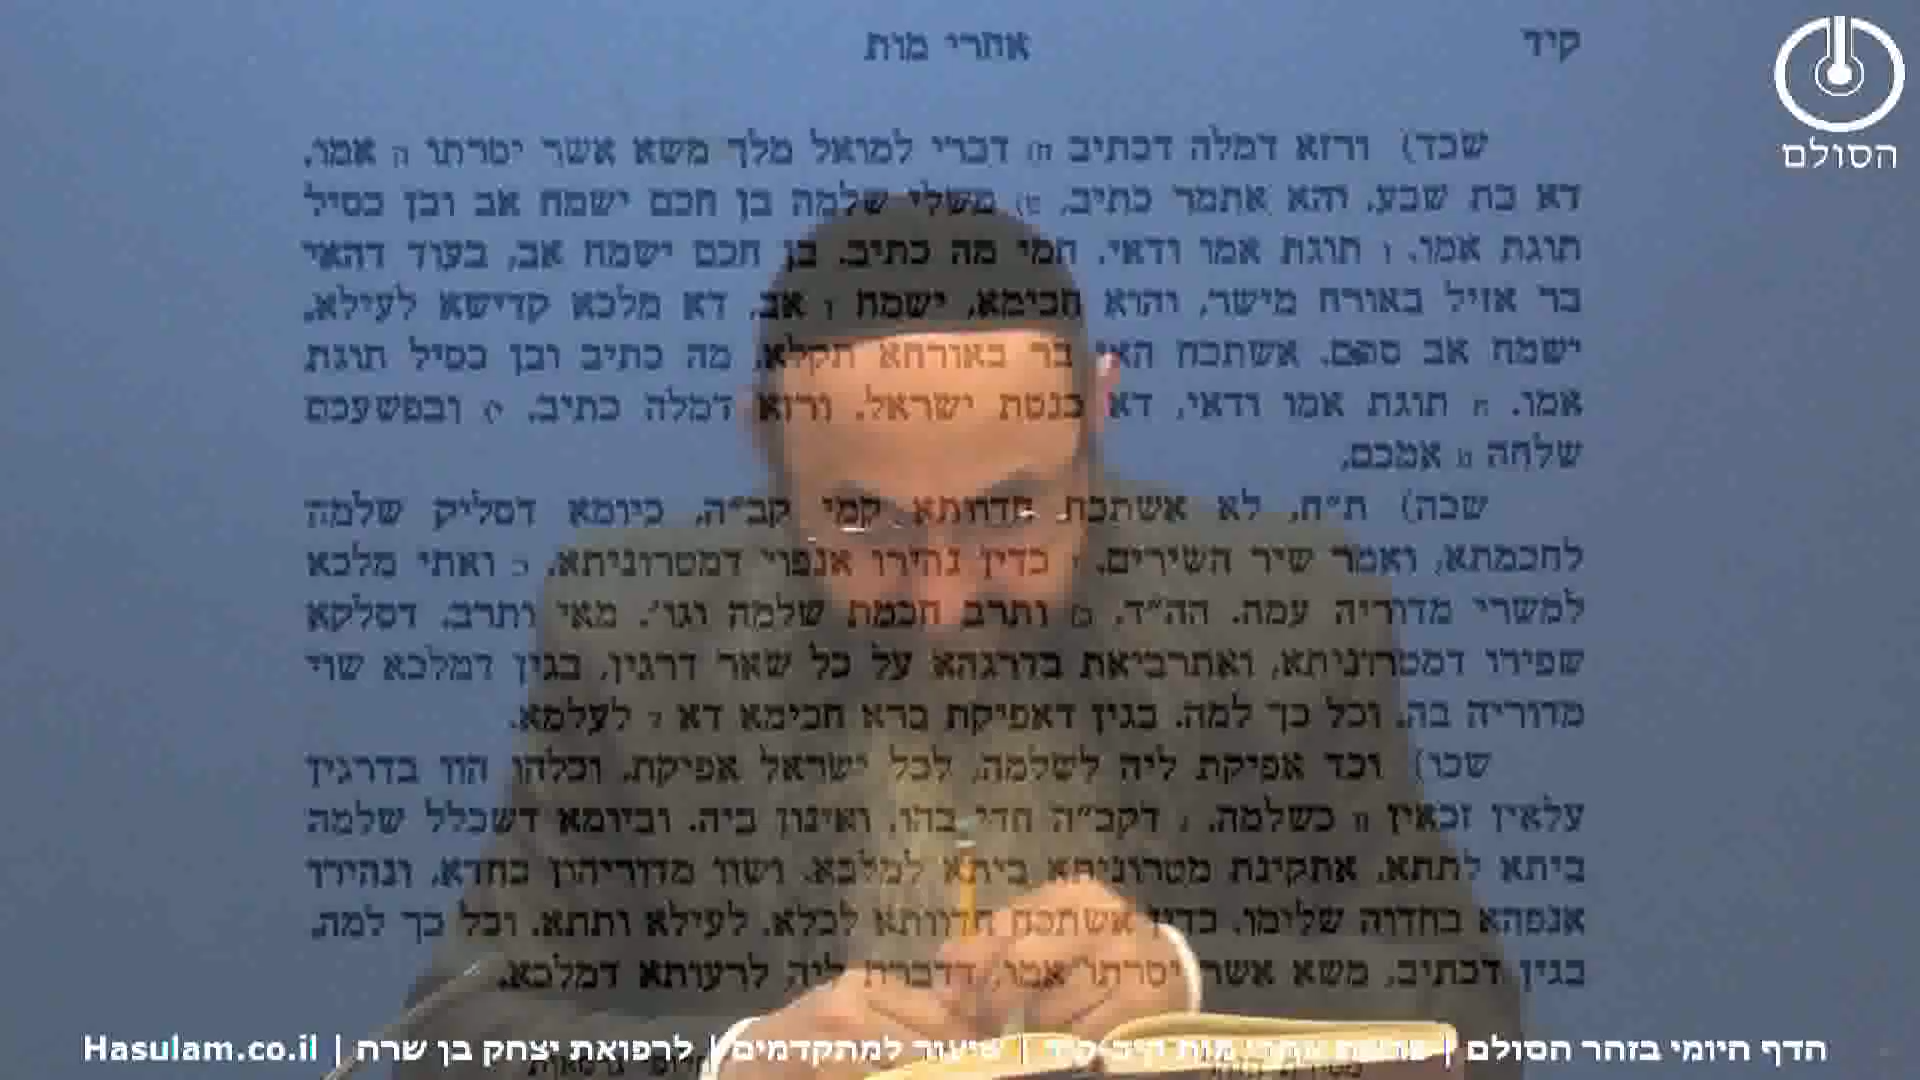 אחרי מות
קיד
הסולם
שכד) ורזא דמלה דכתיב ח) דברי למואל מלך משא אשר יסרתו ה אמו,
דא בת שבע, והא אתמר כתיב, ט) משלי שלמה בן חכם ישמח אב ובן כסיל
תוגת אמו. ו תוגת אמו ודאי. חמי מה כתיב, בן חכם ישמח אב, בעוד דהאי
בר אזיל באורח מישר, והוא חכימא, ישמח ז אב, דא מלכא קדישא לעילא,
ישמח אב סתם. אשתכח האי בר באורחא תקלא, מה כתיב ובן כסיל תוגת
אמו. ח תוגת אמו ודאי, דא כנסת ישראל. ורזא דמלה כתיב, י) ובפשעכם
שלחה ט אמכם.
שכה) ת״ח, לא אשתכח חדוותא קמי קב״ה, כיומא דסליק שלמה
לחכמתא, ואמר שיר השירים. כדין נהירו אנפוי דמטרוניתא, כ ואתי מלכא
למשרי מדוריה עמה. הה״ד, ותרב חכמת שלמה וגו׳. מאי ותרב, דסלקא
שפירו דמטרוניתא, ואתרביאת בדרגהא על כל שאר דרגין, בגין דמלכא שוי
מדוריה בה. וכל כך למה. בגין דאפיקת ברא חכימא דא ל לעלמא.
שכו) וכד אפיקת ליה לשלמה, לכל ישראל אפיקת, וכלהו הוו בדרגין
עלאין זכאין מ כשלמה, נ דקב״ה חדי בהו, ואינון ביה. וביומא דשכלל שלמה
ביתא לתתא, אתקינת מטרוניתא ביתא למלכא. ושוו מדוריהון כחדא, ונהירו
אנפהא בחדוה שלימו. כדין אשתכח חדוותא לכלא, לעילא ותתא. וכל כך למה,
בגין דכתיב, משא אשר יסרתו אמו, דדברת ליה, לרעותא דמלכא.
הדף היומי בזהר הסולם | פרשת אחרי מות | שיעור למתקדמים | לרפואת יצחק בן שרה | Hasulam.co.il